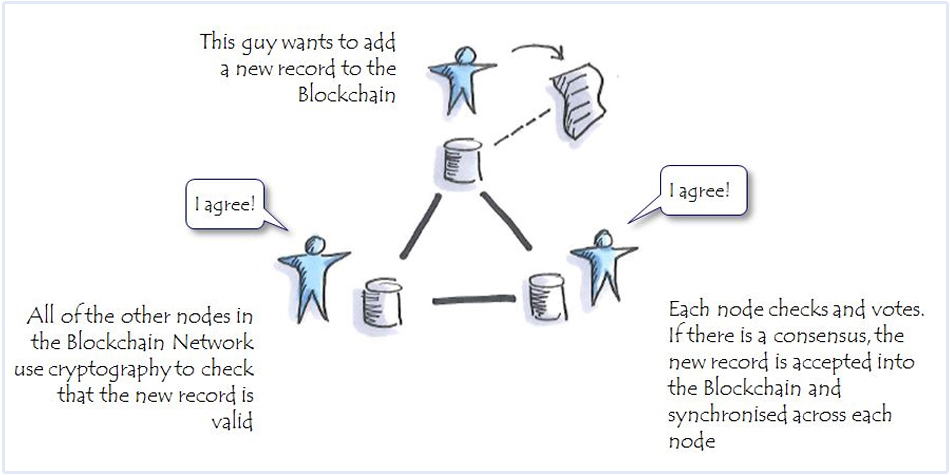 This guy wants to add
a new record to the
Blockchain
I agree!
I agree!
All of the other nodes in
the Blockchain Network
use cryptography to check
that the new record is
valid
Each node checks and votes.
If there is a consensus, the
new record is accepted into
the Blockchain and
synchronised across each
node